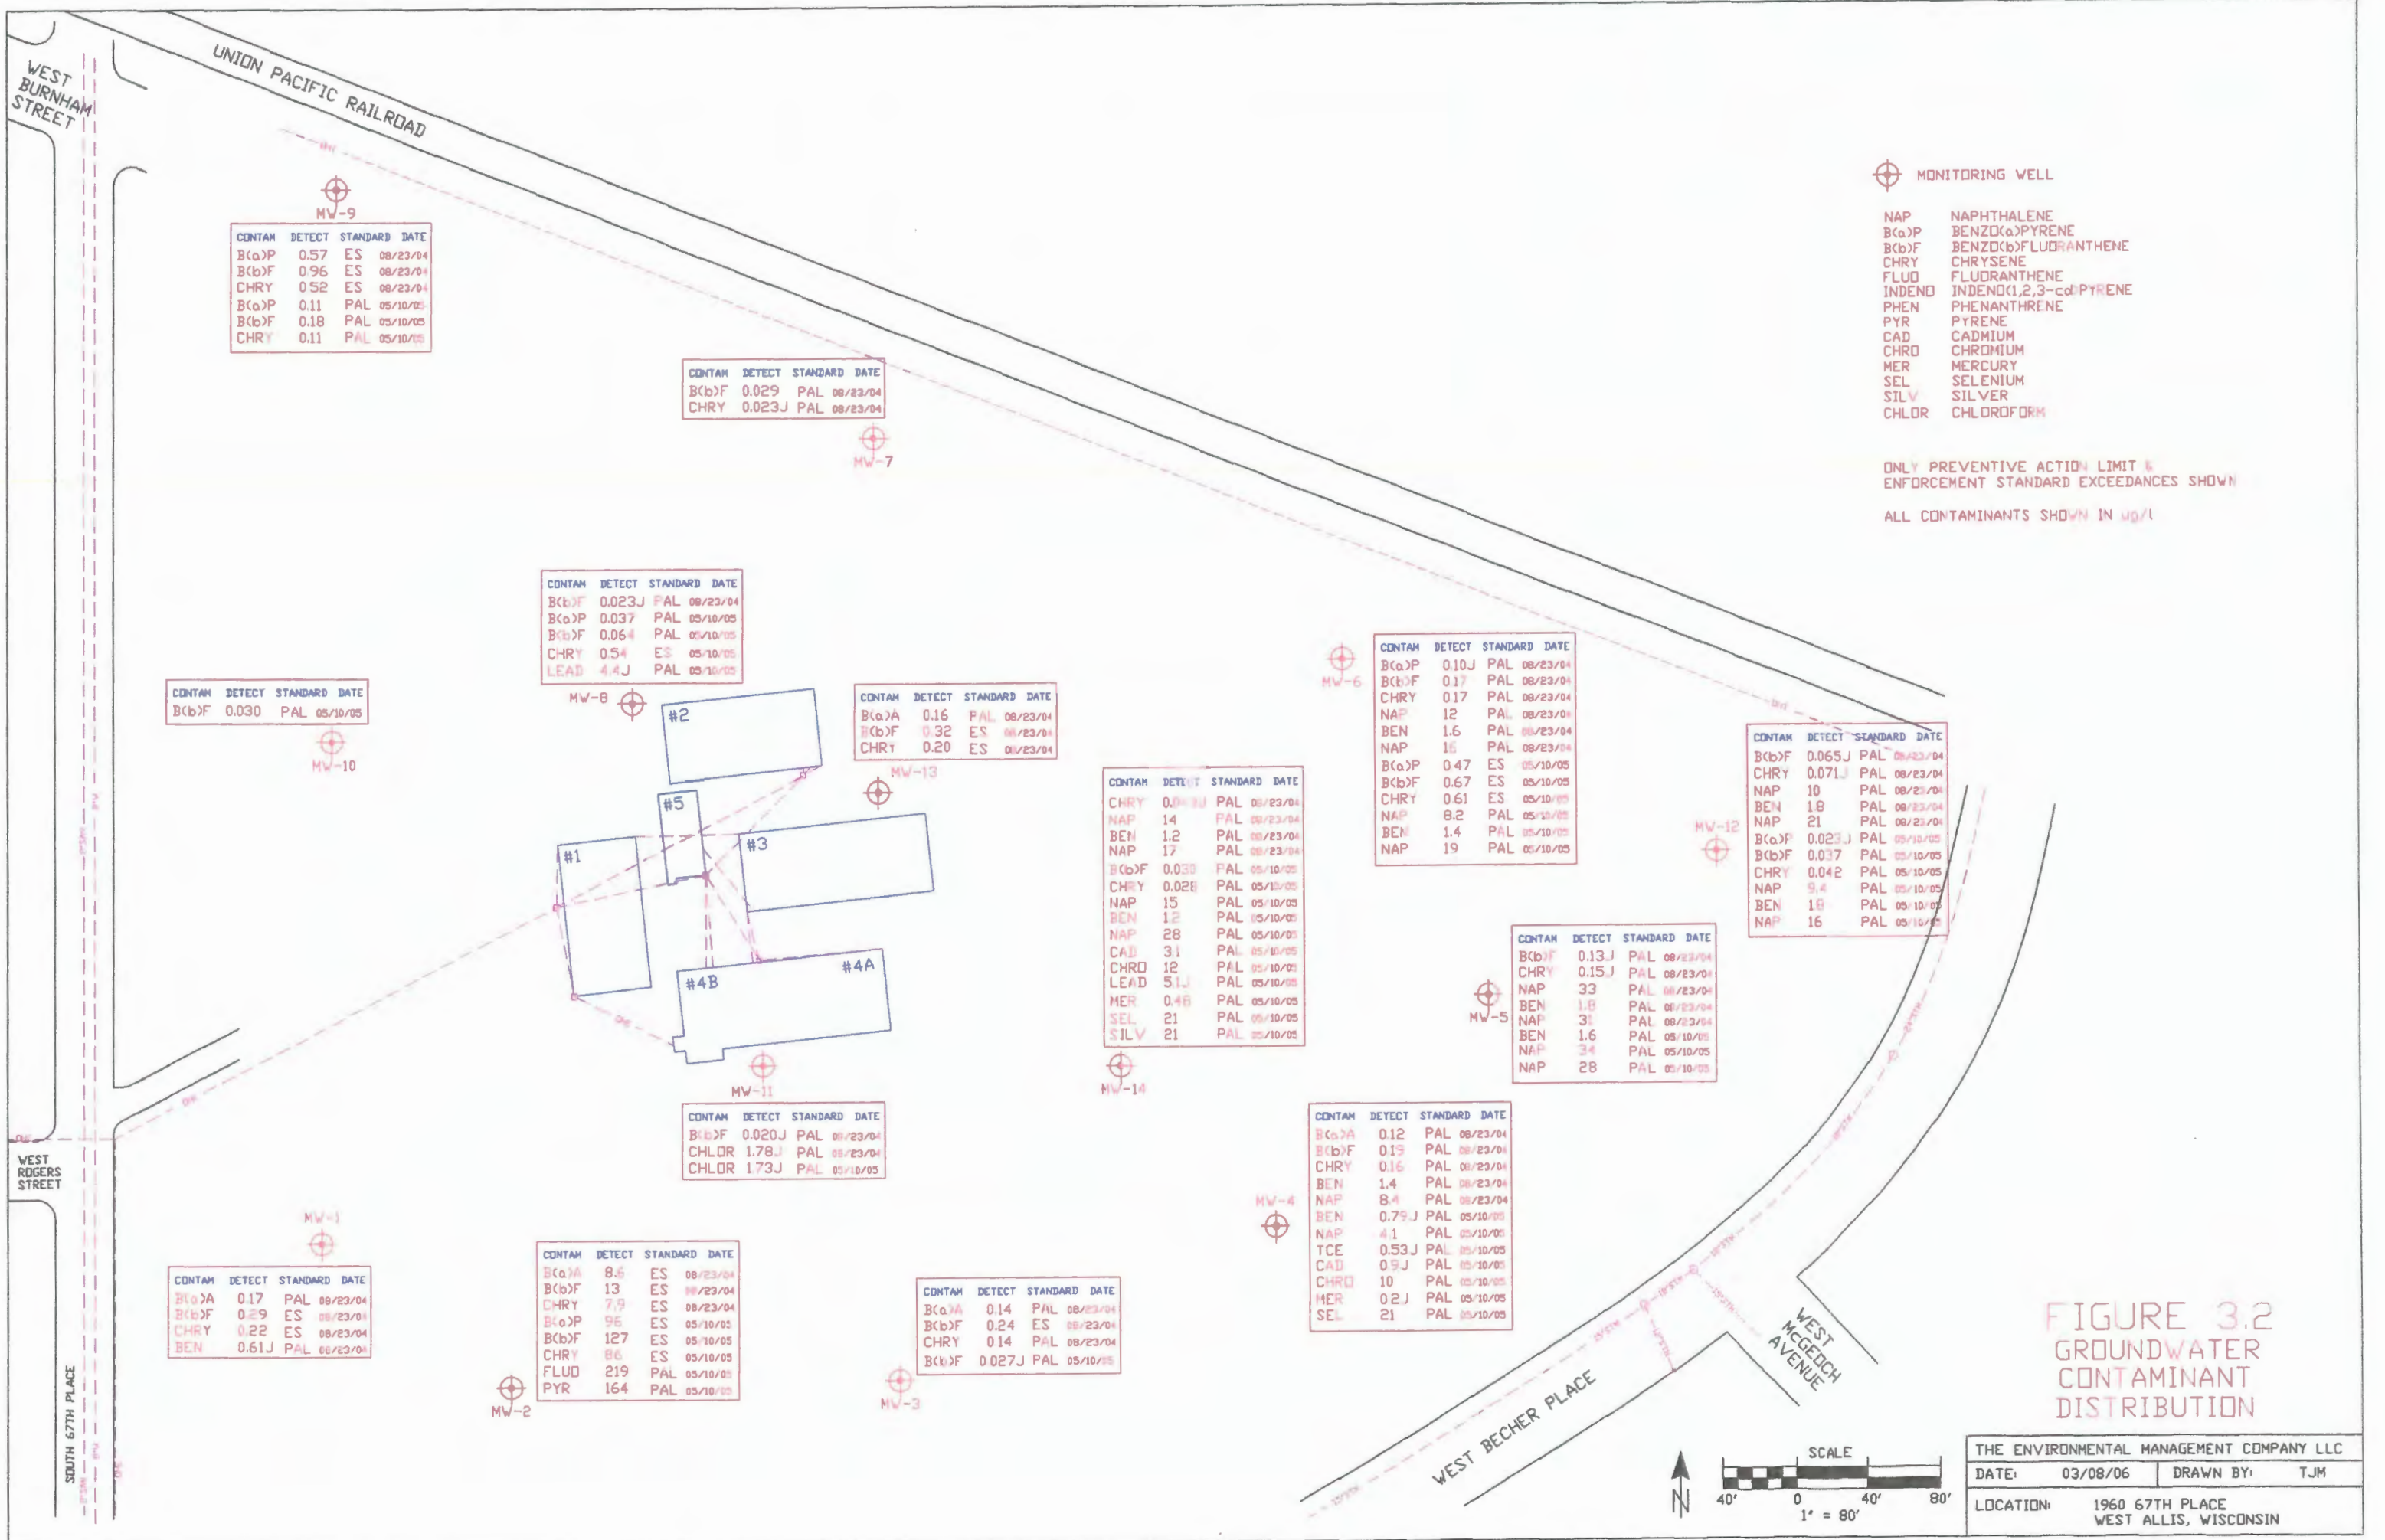 WEST
BURNHAM
STREET
UNION PACIFIC RAILROAD
MW-9
CONTAM DETECT STANDARD DATE
B(a)P 0.57 ES 08/23/04
B(b)F 0.96 ES 08/23/04
CHRY 0.52 ES 08/23/04
B(a)P 0.11 PAL 05/10/05
B(b)F 0.18 PAL 05/10/05
CHRY 0.11 PAL 05/10/05
CONTAM DETECT STANDARD DATE
B(b)F 0.029 PAL 08/23/04
CHRY 0.023J PAL 08/23/04
MW-7
MONITORING WELL
NAP NAPHTHALENE
B(a)P BENZO(a)PYRENE
B(b)F BENZO(b)FLUORANTHENE
CHRY CHRYSENE
FLUO FLUORANTHENE
INDENO INDENO(1,2,3-cd)PYRENE
PHEN PHENANTHRENE
PYR PYRENE
CAD CADMIUM
CHRO CHROMIUM
MER MERCURY
SEL SELENIUM
SILV SILVER
CHLOR CHLOROFORM
ONLY PREVENTIVE ACTION LIMIT &
ENFORCEMENT STANDARD EXCEEDANCES SHOWN
ALL CONTAMINANTS SHOWN IN ug/l
CONTAM DETECT STANDARD DATE
B(b)F 0.023J PAL 08/23/04
B(a)P 0.037 PAL 05/10/05
B(b)F 0.064 PAL 05/10/05
CHRY 0.54 ES 05/10/05
LEAD 4.4J PAL 05/10/05
MW-8
CONTAM DETECT STANDARD DATE
B(b)F 0.030 PAL 05/10/05
MW-10
#2
#5
#1
#3
#4A
#4B
CONTAM DETECT STANDARD DATE
B(a)A 0.16 PAL 08/23/04
B(b)F 0.32 ES 08/23/04
CHRY 0.20 ES 08/23/04
MW-13
MW-6
CONTAM DETECT STANDARD DATE
B(a)P 0.10J PAL 08/23/04
B(b)F 0.17 PAL 08/23/04
CHRY 0.17 PAL 08/23/04
NAP 12 PAL 08/23/04
BEN 1.6 PAL 08/23/04
NAP 16 PAL 08/23/04
B(a)P 0.47 ES 05/10/05
B(b)F 0.67 ES 05/10/05
CHRY 0.61 ES 05/10/05
NAP 8.2 PAL 05/10/05
BEN 1.4 PAL 05/10/05
NAP 19 PAL 05/10/05
CONTAM DETECT STANDARD DATE
CHRY PAL 08/23/04
NAP 14 PAL 08/23/04
BEN 1.2 PAL 08/23/04
NAP 17 PAL 08/23/04
B(b)F PAL 05/10/05
CHRY 0.028 PAL 05/10/05
NAP 15 PAL 05/10/05
BEN PAL 05/10/05
NAP 28 PAL 05/10/05
CAD 3.1 PAL 05/10/05
CHRO 12 PAL 05/10/05
LEAD 5.1J PAL 05/10/05
MER PAL 05/10/05
SEL 21 PAL 05/10/05
SILV 21 PAL 05/10/05
MW-14
MW-12
CONTAM DETECT STANDARD DATE
B(b)F 0.065J PAL 08/23/04
CHRY 0.071J PAL 08/23/04
NAP 10 PAL 08/23/04
BEN 1.8 PAL 08/23/04
NAP 21 PAL 08/23/04
B(a)P 0.023J PAL 05/10/05
B(b)F 0.037 PAL 05/10/05
CHRY 0.042 PAL 05/10/05
NAP 9.4 PAL 05/10/05
BEN PAL 05/10/05
NAP 16 PAL 05/10/05
MW-5
CONTAM DETECT STANDARD DATE
B(b)F 0.13J PAL 08/23/04
CHRY 0.15J PAL 08/23/04
NAP 33 PAL 08/23/04
BEN 1.8 PAL 08/23/04
NAP 31 PAL 08/23/04
BEN 1.6 PAL 05/10/05
NAP 34 PAL 05/10/05
NAP 28 PAL 05/10/05
MW-11
CONTAM DETECT STANDARD DATE
B(b)F 0.020J PAL 08/23/04
CHLOR 1.78J PAL 08/23/04
CHLOR 1.73J PAL 05/10/05
MW-4
CONTAM DETECT STANDARD DATE
B(a)A 0.12 PAL 08/23/04
B(b)F 0.19 PAL 08/23/04
CHRY 0.16 PAL 08/23/04
BEN 1.4 PAL 08/23/04
NAP 8.4 PAL 08/23/04
BEN 0.79J PAL 05/10/05
NAP 4.1 PAL 05/10/05
TCE 0.53J PAL 05/10/05
CAD 0.9J PAL 05/10/05
CHRO 10 PAL 05/10/05
MER 0.2J PAL 05/10/05
SEL 21 PAL 05/10/05
WEST
ROGERS
STREET
SOUTH 67TH PLACE
MW-1
CONTAM DETECT STANDARD DATE
B(a)A 0.17 PAL 08/23/04
B(b)F 0.29 ES 08/23/04
CHRY 0.22 ES 08/23/04
BEN 0.61J PAL 08/23/04
MW-2
CONTAM DETECT STANDARD DATE
B(a)A 8.6 ES 08/23/04
B(b)F 13 ES 08/23/04
CHRY 7.9 ES 08/23/04
B(a)P 96 ES 05/10/05
B(b)F 127 ES 05/10/05
CHRY 86 ES 05/10/05
FLUO 219 PAL 05/10/05
PYR 164 PAL 05/10/05
MW-3
CONTAM DETECT STANDARD DATE
B(a)A 0.14 PAL 08/23/04
B(b)F 0.24 ES 08/23/04
CHRY 0.14 PAL 08/23/04
B(b)F 0.027J PAL 05/10/05
WEST BECHER PLACE
WEST
McGEOCH
AVENUE
N
SCALE
40' 0 40' 80'
1" = 80'
FIGURE 3.2
GROUNDWATER
CONTAMINANT
DISTRIBUTION
THE ENVIRONMENTAL MANAGEMENT COMPANY LLC
DATE: 03/08/06 DRAWN BY: TJM
LOCATION: 1960 67TH PLACE
WEST ALLIS, WISCONSIN